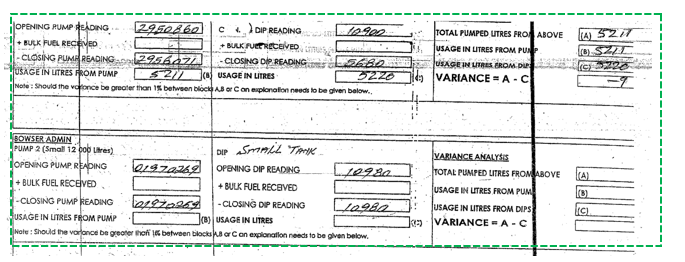 OPENING PUMP READING 2950860 DIP READING 10900 TOTAL PUMPED LITRES FROM ABOVE (A) 5211
+ BULK FUEL RECEIVED + BULK FUEL RECEIVED USAGE IN LITRES FROM PUMP (B) 5211
- CLOSING PUMP READING 2956071 - CLOSING DIP READING 5680 USAGE IN LITRES FROM DIPS (C) 5220
USAGE IN LITRES FROM PUMP 5211 (B) USAGE IN LITRES 5220 (C) VARIANCE = A - C -9
Note : Should the variance be greater than 1% between blocks A,B or C an explanation needs to be given below.
BOWSER ADMIN
PUMP 2 (Small 12 000 Litres) DIP SMALL TANK VARIANCE ANALYSIS
OPENING PUMP READING 01970269 OPENING DIP READING 10980 TOTAL PUMPED LITRES FROM ABOVE (A)
+ BULK FUEL RECEIVED + BULK FUEL RECEIVED USAGE IN LITRES FROM PUM (B)
- CLOSING PUMP READING 01970269 - CLOSING DIP READING 10980 USAGE IN LITRES FROM DIPS (C)
USAGE IN LITRES FROM PUMP (B) USAGE IN LITRES (C) VARIANCE = A - C
Note : Should the variance be greater than 1% between blocks A,B or C an explanation needs to be given below.